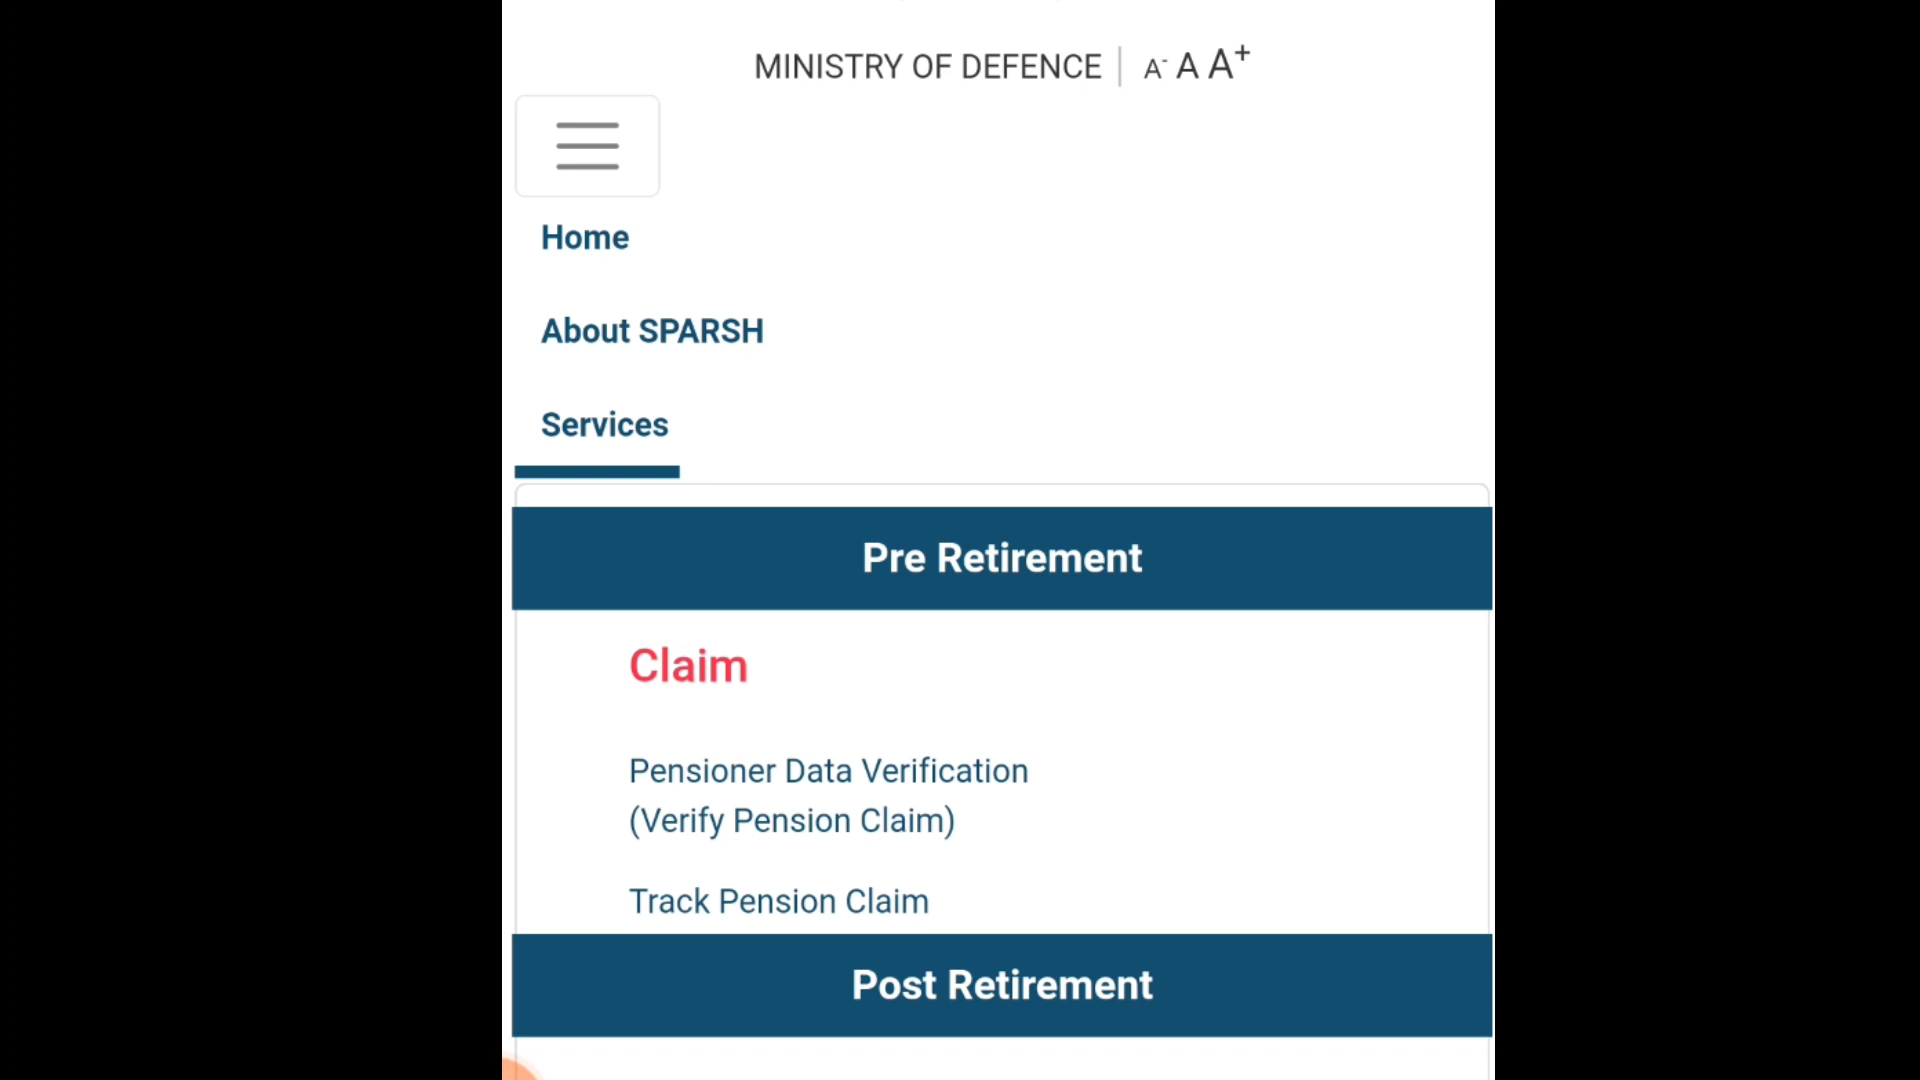 MINISTRY OF DEFENCE A- A A+
Home
About SPARSH
Services
Pre Retirement
Claim
Pensioner Data Verification
(Verify Pension Claim)
Track Pension Claim
Post Retirement